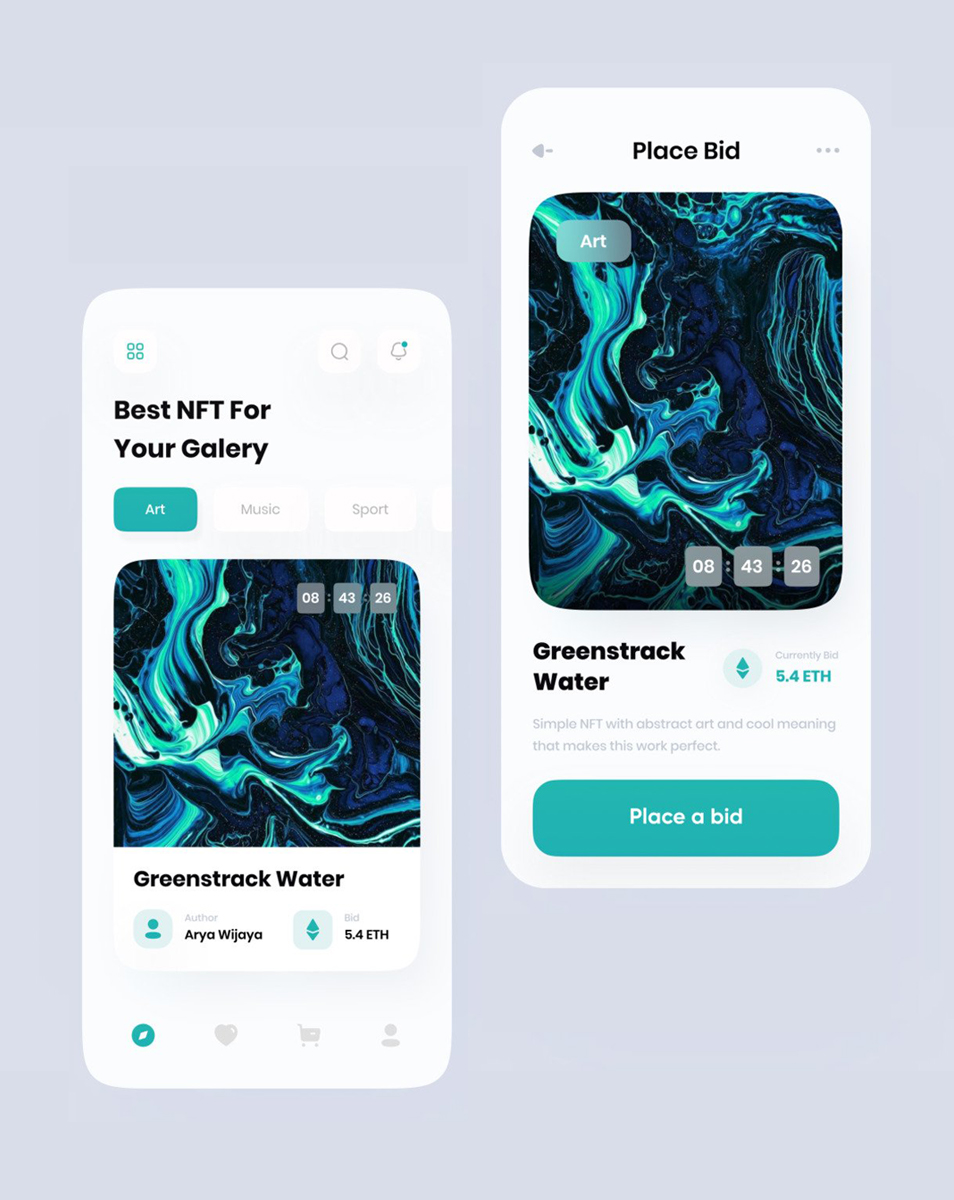 Best NFT For
Your Galery
Art
Music
Sport
08 : 43 : 26
Greenstrack Water
Author
Arya Wijaya
Bid
5.4 ETH
Place Bid
Art
08 : 43 : 26
Greenstrack
Water
Currently Bid
5.4 ETH
Simple NFT with abstract art and cool meaning
that makes this work perfect.
Place a bid